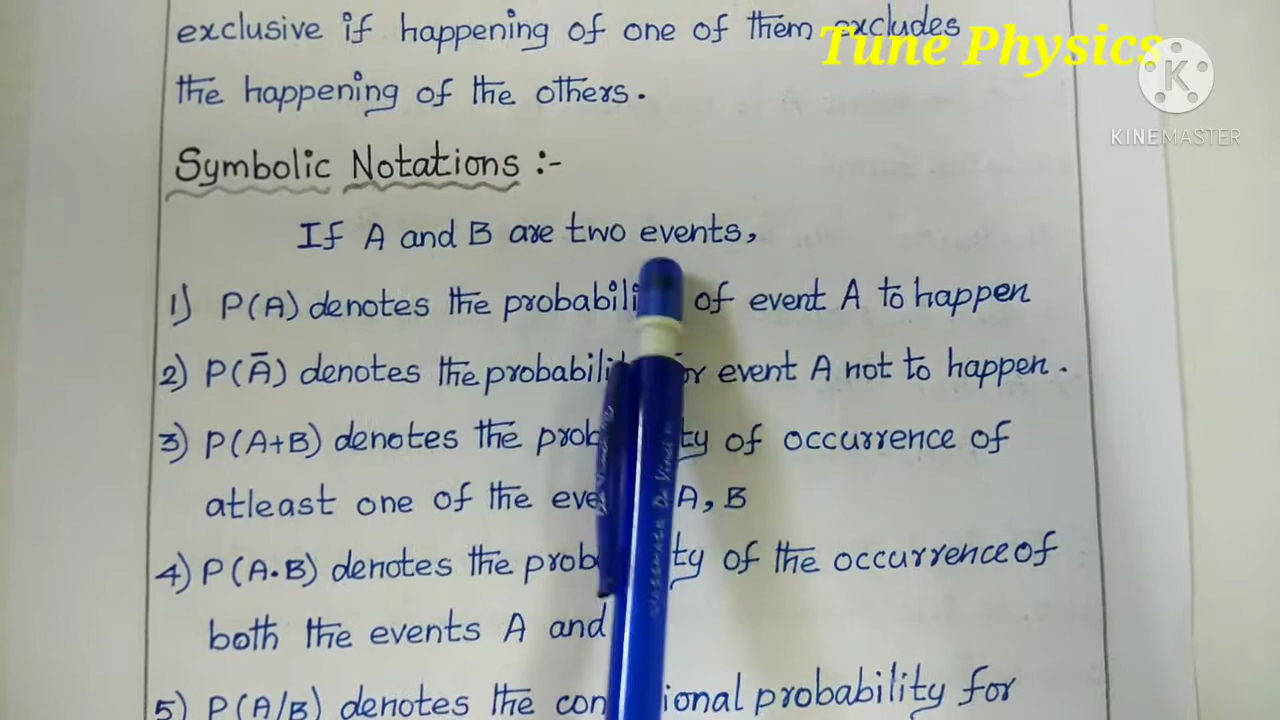 exclusive if happening of one of them excludes
Tune Physics
the happening of the others.
KINEMASTER
Symbolic Notations :-
If A and B are two events,
1) P(A) denotes the probabili of event A to happen
2) P(Ā) denotes the probabilit for event A not to happen.
3) P(A+B) denotes the prob ty of occurrence of
atleast one of the eve A, B
4) P(A·B) denotes the prob ty of the occurrence of
both the events A and
5) P(A/B) denotes the con ional probability for